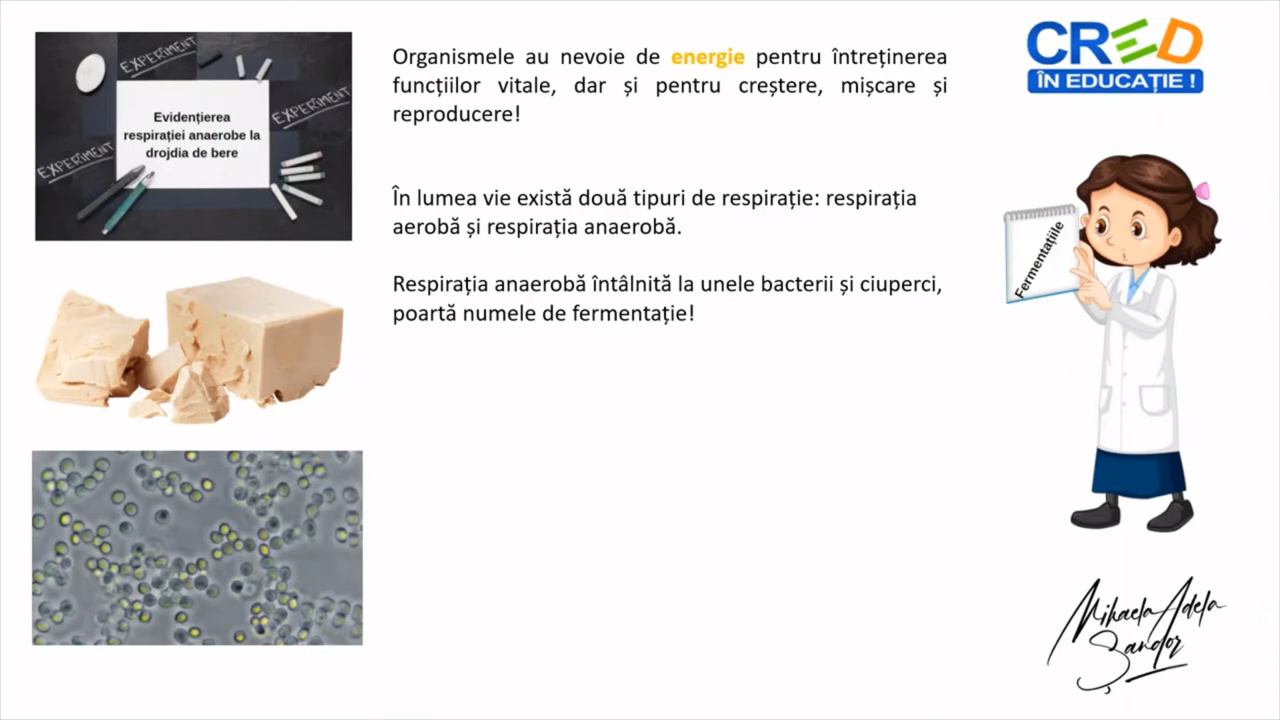 EXPERIMENT
EXPERIMENT
EXPERIMENT
Evidențierea
respirației anaerobe la
drojdia de bere
Organismele au nevoie de energie pentru întreținerea
funcțiilor vitale, dar și pentru creștere, mișcare și
reproducere!
În lumea vie există două tipuri de respirație: respirația
aerobă și respirația anaerobă.
Respirația anaerobă întâlnită la unele bacterii și ciuperci,
poartă numele de fermentație!
CRED
ÎN EDUCAȚIE !
Fermentațiile
Mihaela Adela
Șandor